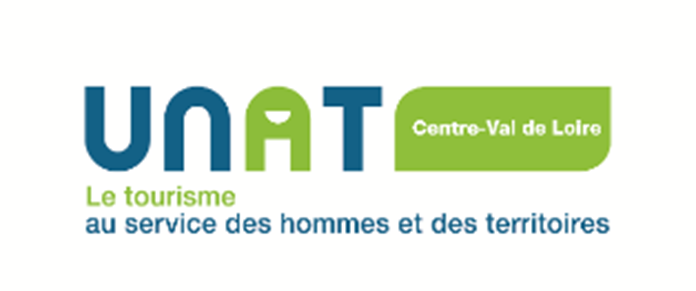 UNAT Centre-Val de Loire
Le tourisme
au service des hommes et des territoires